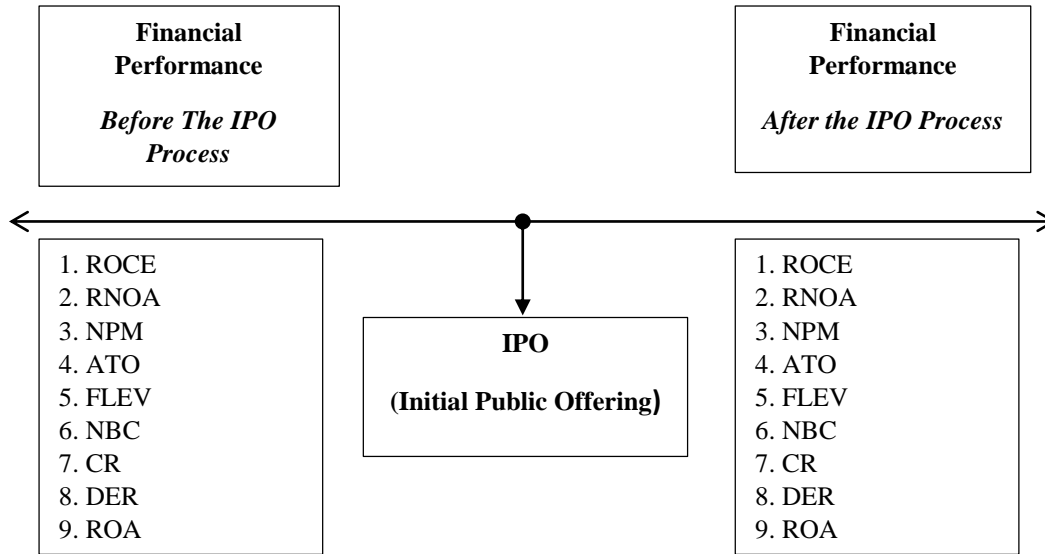 Financial
Performance
Before The IPO
Process
Financial
Performance
After the IPO Process
1. ROCE
2. RNOA
3. NPM
4. ATO
5. FLEV
6. NBC
7. CR
8. DER
9. ROA
IPO
(Initial Public Offering)
1. ROCE
2. RNOA
3. NPM
4. ATO
5. FLEV
6. NBC
7. CR
8. DER
9. ROA